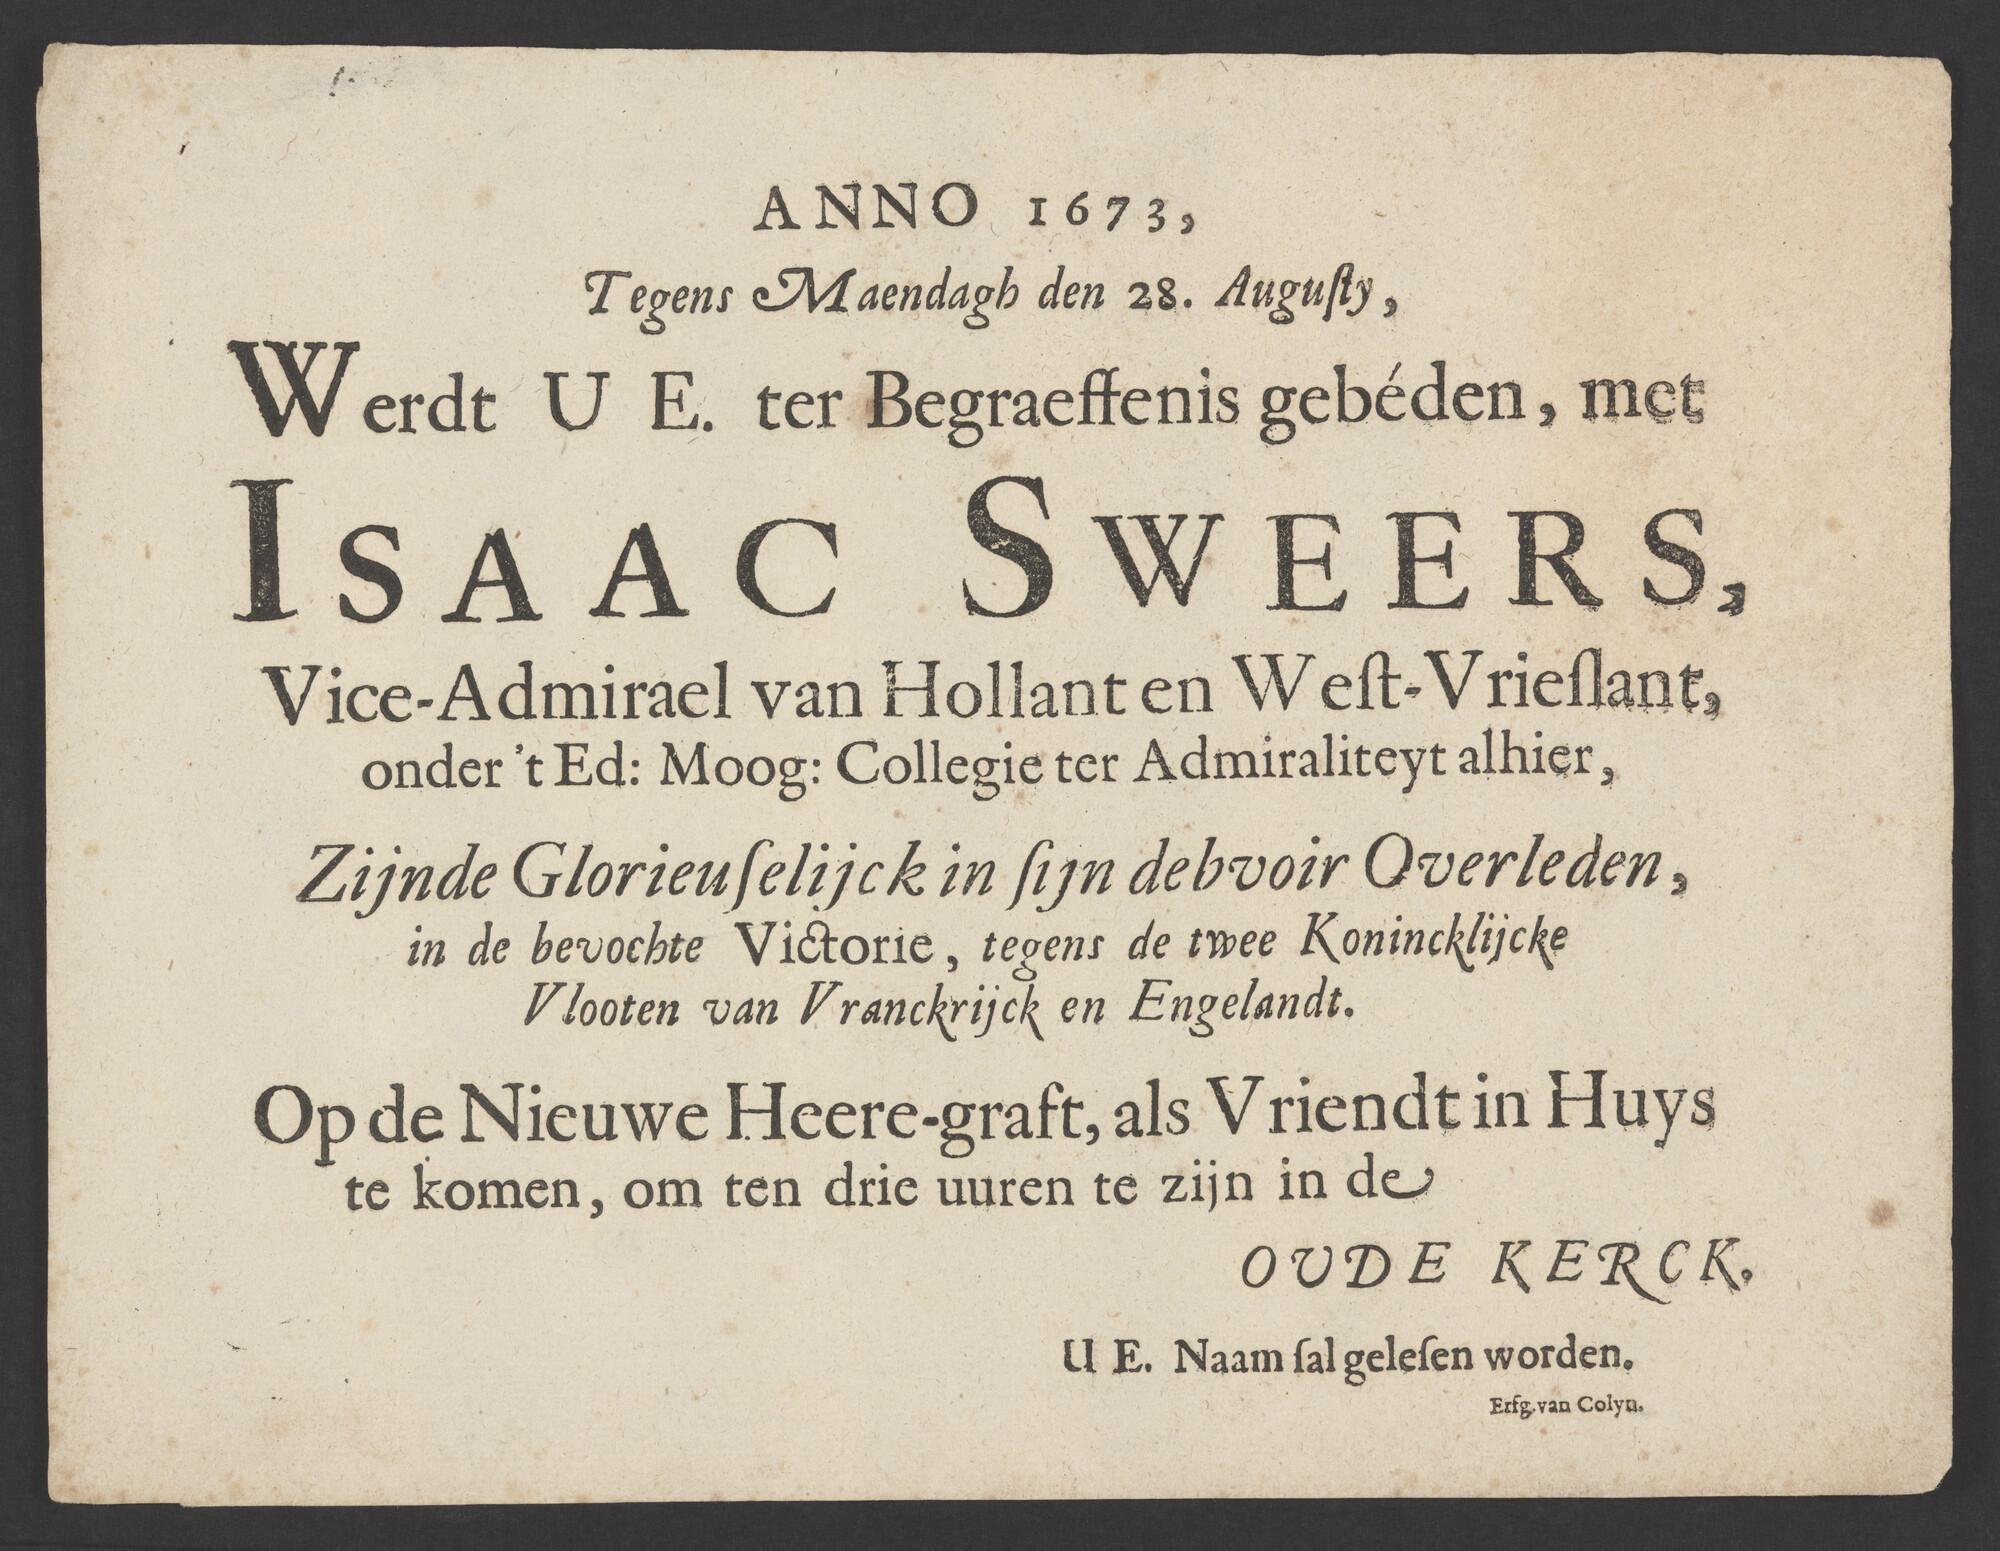 ANNO 1673,
Tegens Maendagh den 28. Auguſty,
Werdt U E. ter Begraeffenis gebéden, met
ISAAC SWEERS,
Vice-Admirael van Hollant en Weſt-Vrieſlant,
onder 't Ed: Moog: Collegie ter Admiraliteyt alhier,
Zijnde Glorieuſelijck in ſijn debvoir Overleden,
in de bevochte Victorie, tegens de twee Konincklijcke
Vlooten van Vranckrijck en Engelandt.
Op de Nieuwe Heere-graft, als Vriendt in Huys
te komen, om ten drie uuren te zijn in de
OUDE KERCK.
U E. Naam ſal geleſen worden.
Erfg. van Colyn.